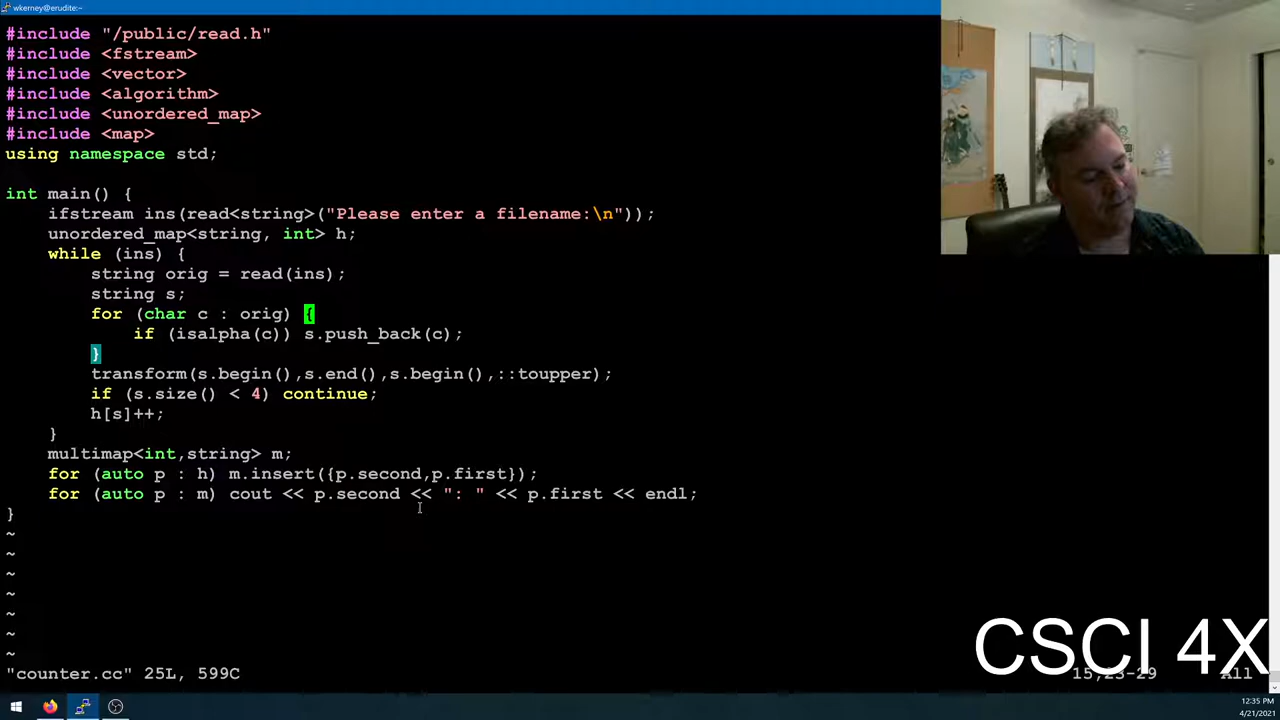 wkerney@erudite:~
#include "/public/read.h"
#include <fstream>
#include <vector>
#include <algorithm>
#include <unordered_map>
#include <map>
using namespace std;
int main() {
    ifstream ins(read<string>("Please enter a filename:\n"));
    unordered_map<string, int> h;
    while (ins) {
        string orig = read(ins);
        string s;
        for (char c : orig) {
            if (isalpha(c)) s.push_back(c);
        }
        transform(s.begin(),s.end(),s.begin(),::toupper);
        if (s.size() < 4) continue;
        h[s]++;
    }
    multimap<int,string> m;
    for (auto p : h) m.insert({p.second,p.first});
    for (auto p : m) cout << p.second << ": " << p.first << endl;
}
~
~
~
~
~
~
~
"counter.cc" 25L, 599C
15,23-29 All
CSCI 4X
12:35 PM
4/21/2021